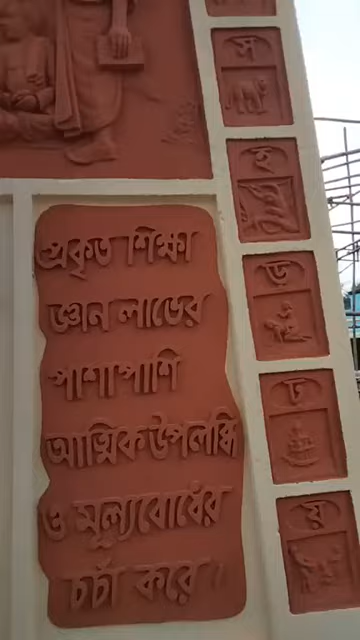 প্রকৃত শিক্ষা
জ্ঞান লাভের
পাশাপাশি
আত্মিক উপলব্ধি
ও মূল্যবোধের
চর্চা করে ।
স
হ
ড়
ঢ়
য়